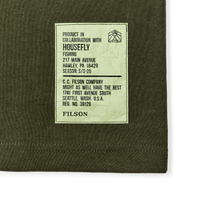 PRODUCT IN
COLLABORATION WITH
HOUSEFLY
FISHING
217 MAIN AVENUE
HAWLEY, PA 18428
SEASON: S/S-26
C.C. FILSON COMPANY
MIGHT AS WELL HAVE THE BEST
1741 FIRST AVENUE SOUTH
SEATTLE, WASH. U.S.A.
REG. NO. 39126
FILSON